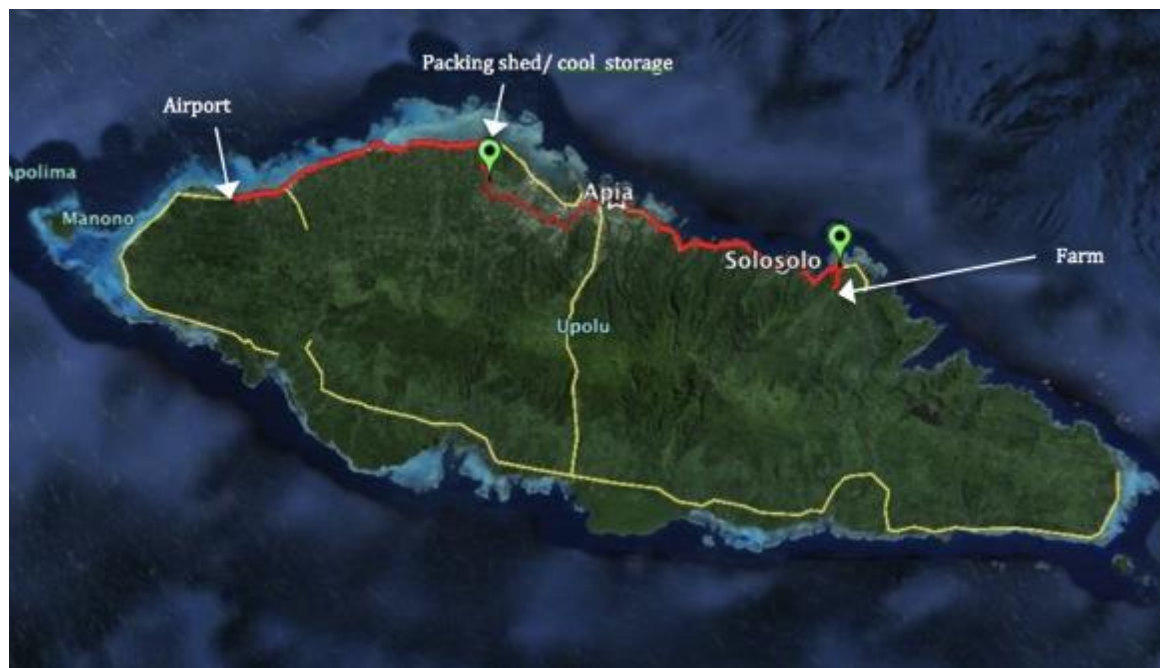 Packing shed/ cool storage
Airport
Apolima
Apia
Manono
Solosolo
Farm
Upolu